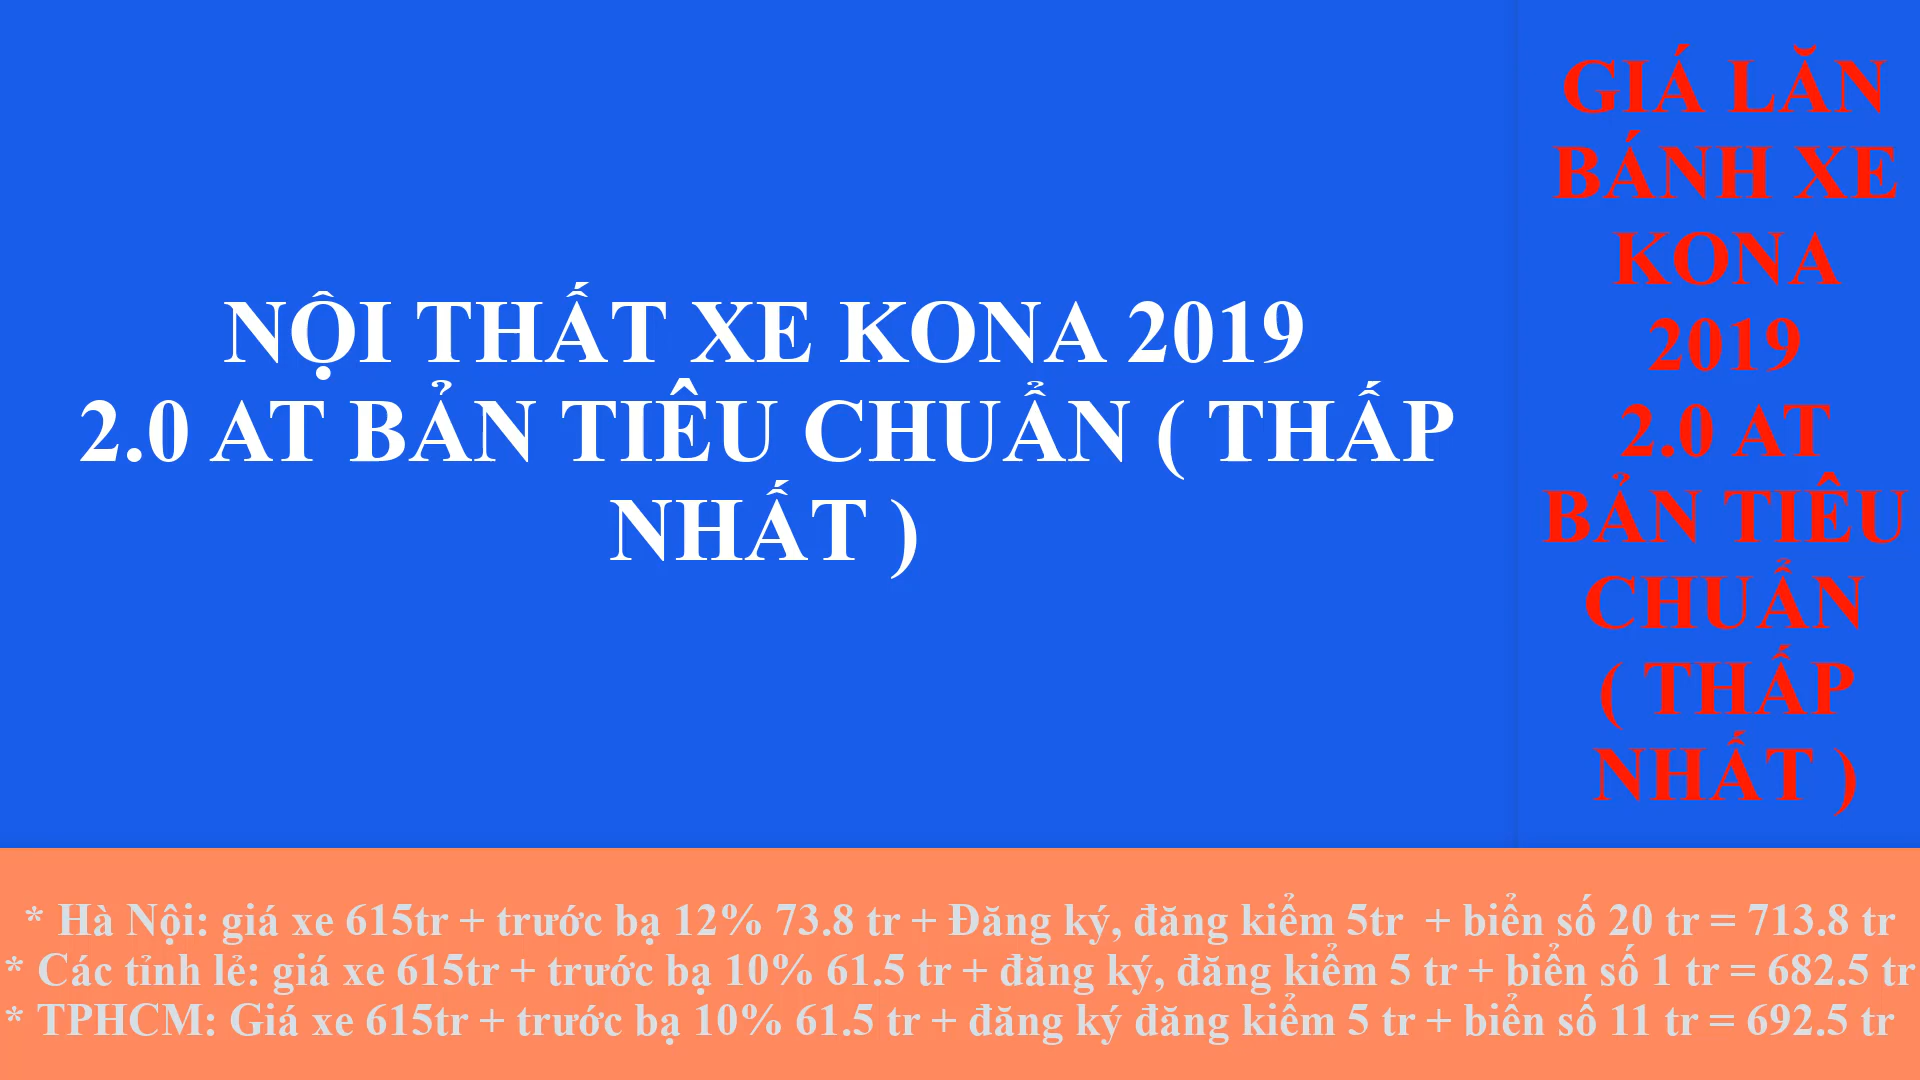 NỘI THẤT XE KONA 2019
2.0 AT BẢN TIÊU CHUẨN ( THẤP
NHẤT )
GIÁ LĂN
BÁNH XE
KONA
2019
2.0 AT
BẢN TIÊU
CHUẨN
( THẤP
NHẤT )
* Hà Nội: giá xe 615tr + trước bạ 12% 73.8 tr + Đăng ký, đăng kiểm 5tr + biển số 20 tr = 713.8 tr
* Các tỉnh lẻ: giá xe 615tr + trước bạ 10% 61.5 tr + đăng ký, đăng kiểm 5 tr + biển số 1 tr = 682.5 tr
* TPHCM: Giá xe 615tr + trước bạ 10% 61.5 tr + đăng ký đăng kiểm 5 tr + biển số 11 tr = 692.5 tr